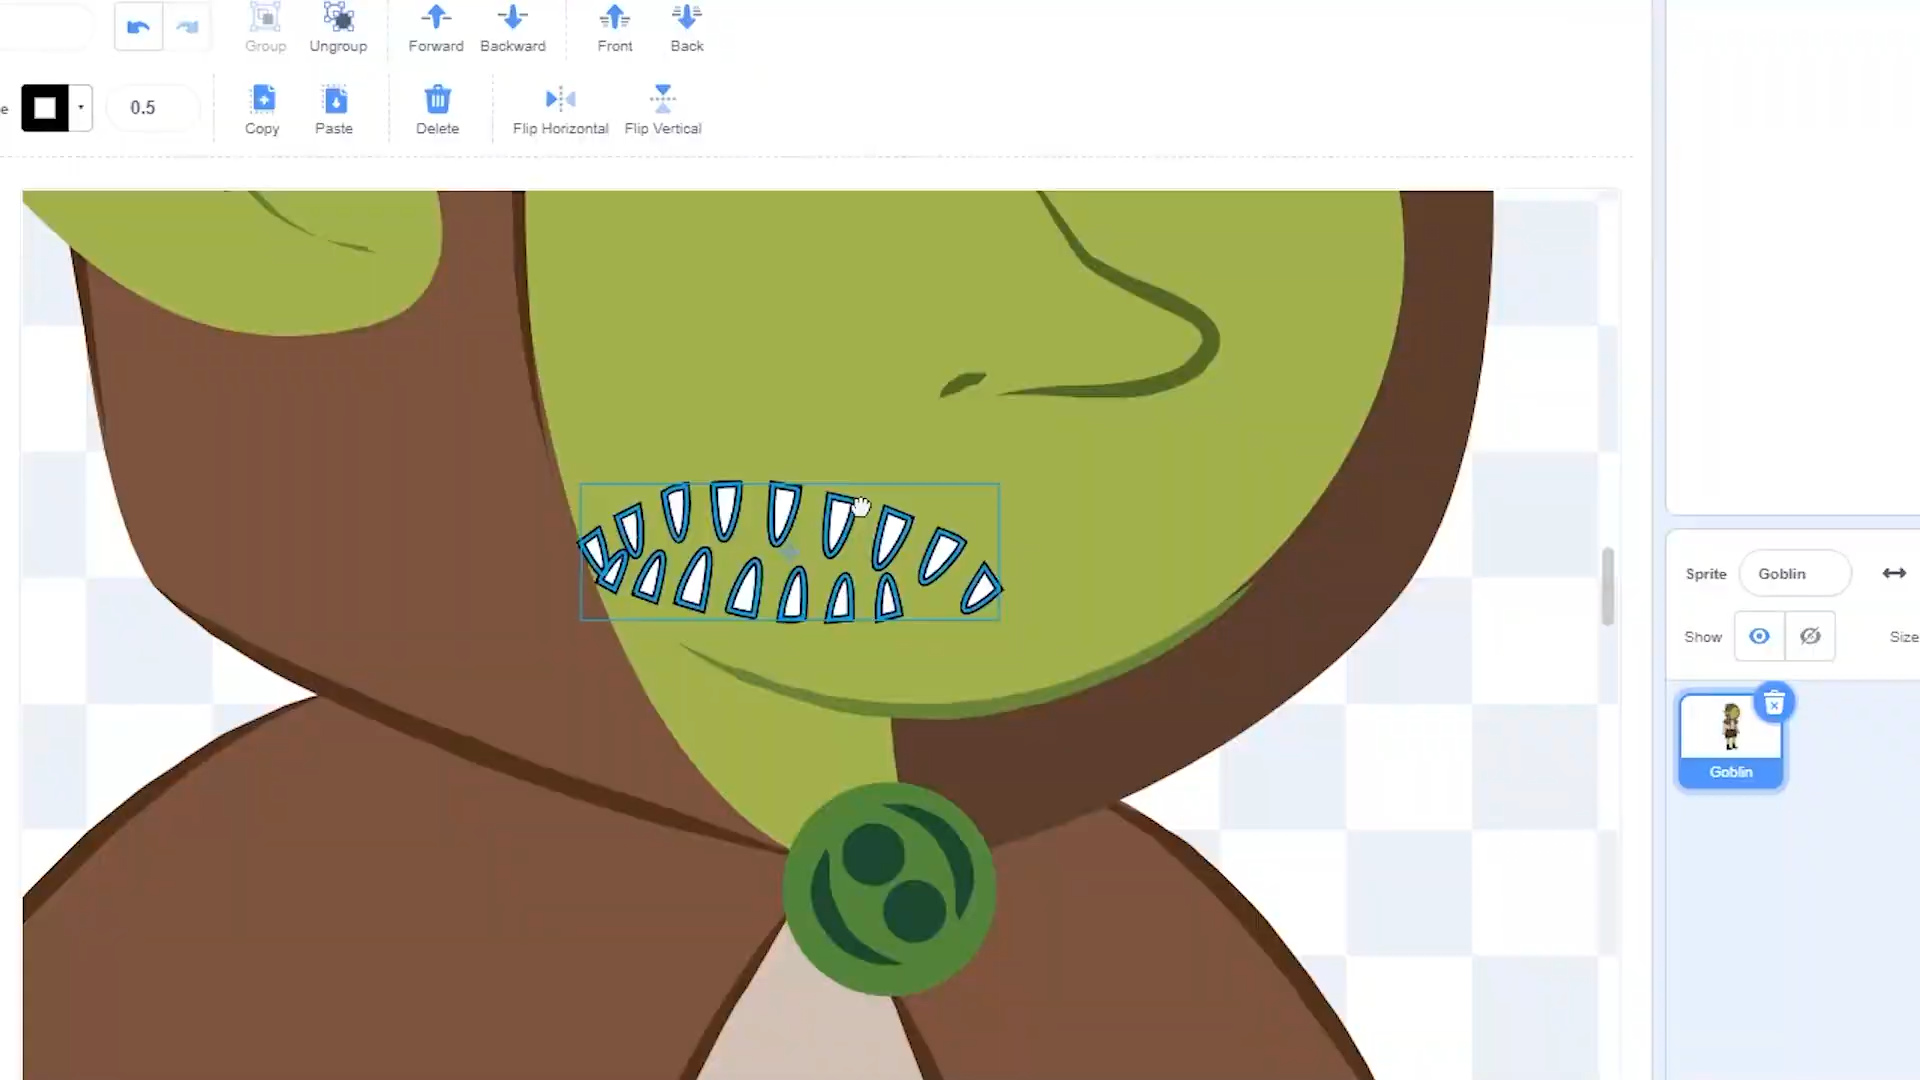 Group Ungroup Forward Backward Front Back
e 0.5 Copy Paste Delete Flip Horizontal Flip Vertical
Sprite Goblin
Show Size
Goblin